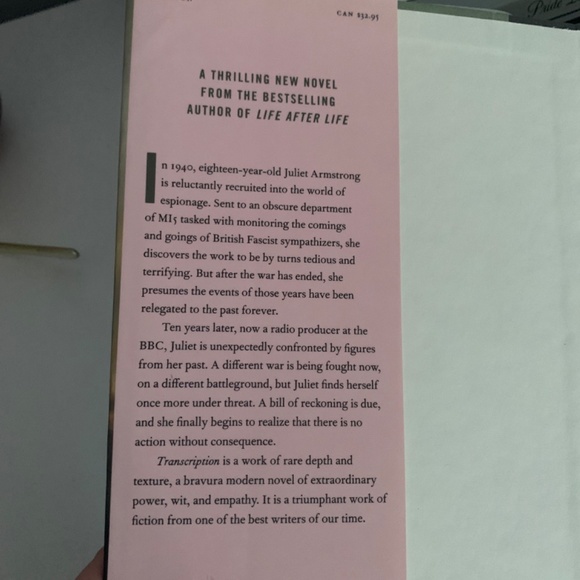 CAN $32.95
Pride
A THRILLING NEW NOVEL
FROM THE BESTSELLING
AUTHOR OF LIFE AFTER LIFE
In 1940, eighteen-year-old Juliet Armstrong
is reluctantly recruited into the world of
espionage. Sent to an obscure department
of MI5 tasked with monitoring the comings
and goings of British Fascist sympathizers, she
discovers the work to be by turns tedious and
terrifying. But after the war has ended, she
presumes the events of those years have been
relegated to the past forever.
Ten years later, now a radio producer at the
BBC, Juliet is unexpectedly confronted by figures
from her past. A different war is being fought now,
on a different battleground, but Juliet finds herself
once more under threat. A bill of reckoning is due,
and she finally begins to realize that there is no
action without consequence.
Transcription is a work of rare depth and
texture, a bravura modern novel of extraordinary
power, wit, and empathy. It is a triumphant work of
fiction from one of the best writers of our time.